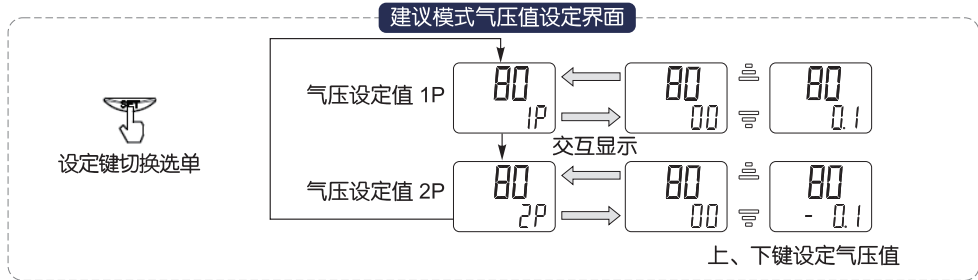 建议模式气压值设定界面
SET
设定键切换选单
气压设定值 1P
80
1P
交互显示
80
00
80
0.1
气压设定值 2P
80
2P
80
00
80
- 0.1
上、下键设定气压值